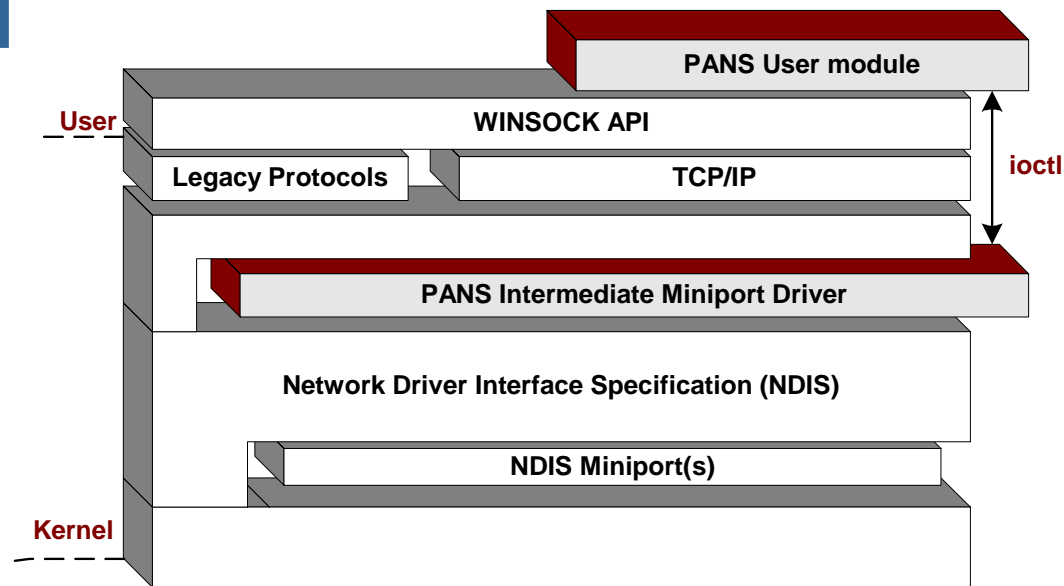 PANS User module
User
WINSOCK API
Legacy Protocols
TCP/IP
ioctl
PANS Intermediate Miniport Driver
Network Driver Interface Specification (NDIS)
NDIS Miniport(s)
Kernel